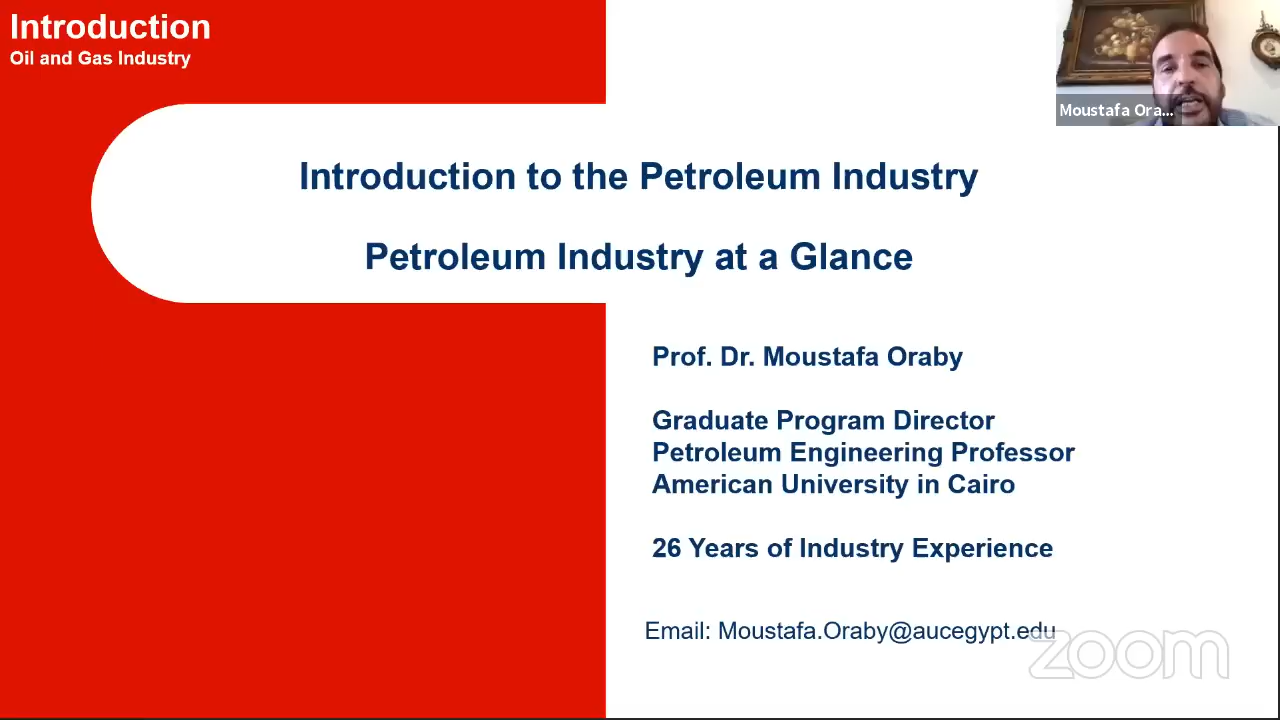 Introduction
Oil and Gas Industry
Moustafa Ora...
Introduction to the Petroleum Industry
Petroleum Industry at a Glance
Prof. Dr. Moustafa Oraby
Graduate Program Director
Petroleum Engineering Professor
American University in Cairo
26 Years of Industry Experience
Email: Moustafa.Oraby@aucegypt.edu
zoom